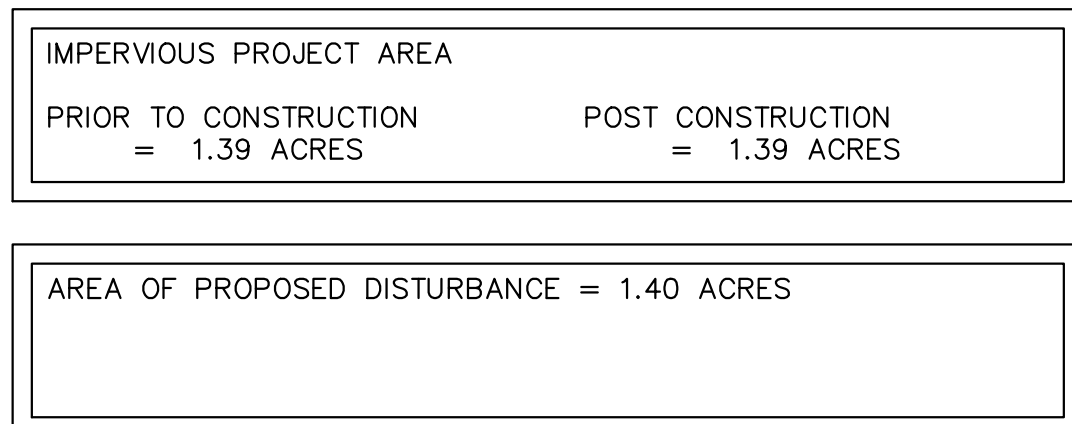 IMPERVIOUS PROJECT AREA
PRIOR TO CONSTRUCTION
= 1.39 ACRES
POST CONSTRUCTION
= 1.39 ACRES
AREA OF PROPOSED DISTURBANCE = 1.40 ACRES